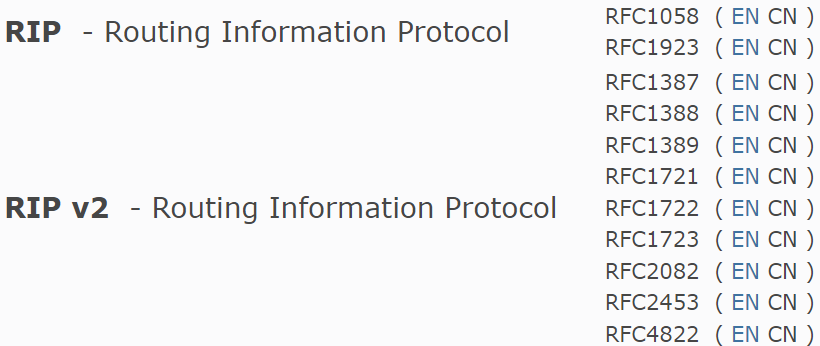 RIP - Routing Information Protocol
RFC1058 ( EN CN )
RFC1923 ( EN CN )
RIP v2 - Routing Information Protocol
RFC1387 ( EN CN )
RFC1388 ( EN CN )
RFC1389 ( EN CN )
RFC1721 ( EN CN )
RFC1722 ( EN CN )
RFC1723 ( EN CN )
RFC2082 ( EN CN )
RFC2453 ( EN CN )
RFC4822 ( EN CN )